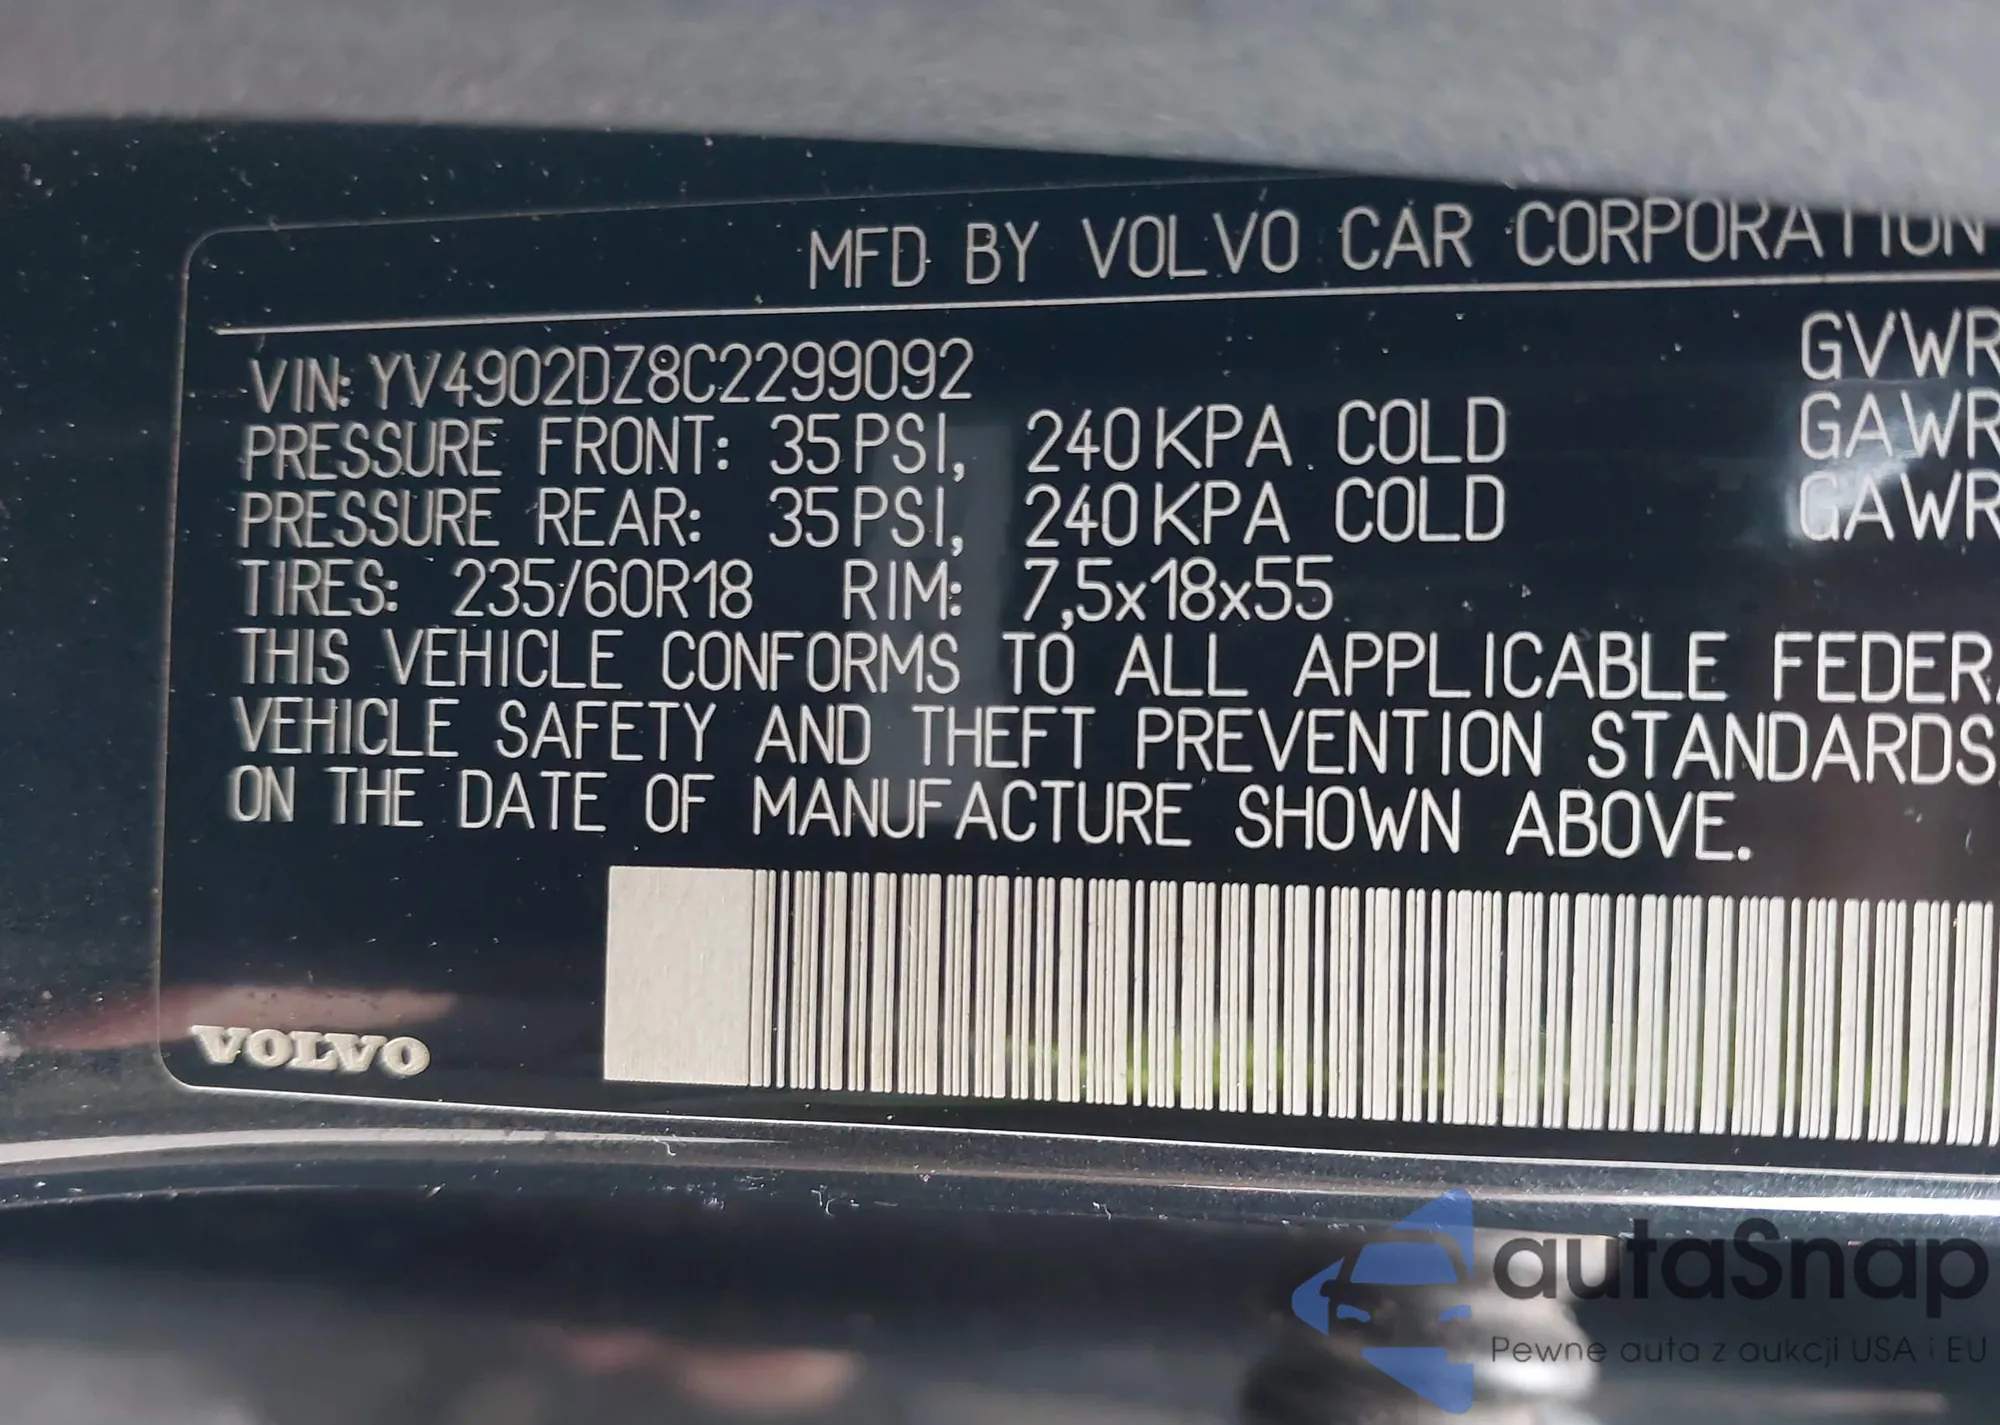 MFD BY VOLVO CAR CORPORATION
VIN: YV4902DZ8C2299092
GVWR
PRESSURE FRONT: 35PSI, 240KPA COLD
GAWR
PRESSURE REAR: 35PSI, 240KPA COLD
GAWR
TIRES: 235/60R18 RIM: 7,5x18x55
THIS VEHICLE CONFORMS TO ALL APPLICABLE FEDERA
VEHICLE SAFETY AND THEFT PREVENTION STANDARDS
ON THE DATE OF MANUFACTURE SHOWN ABOVE.
VOLVO
autaSnap
Pewne auta z aukcji USA i EU